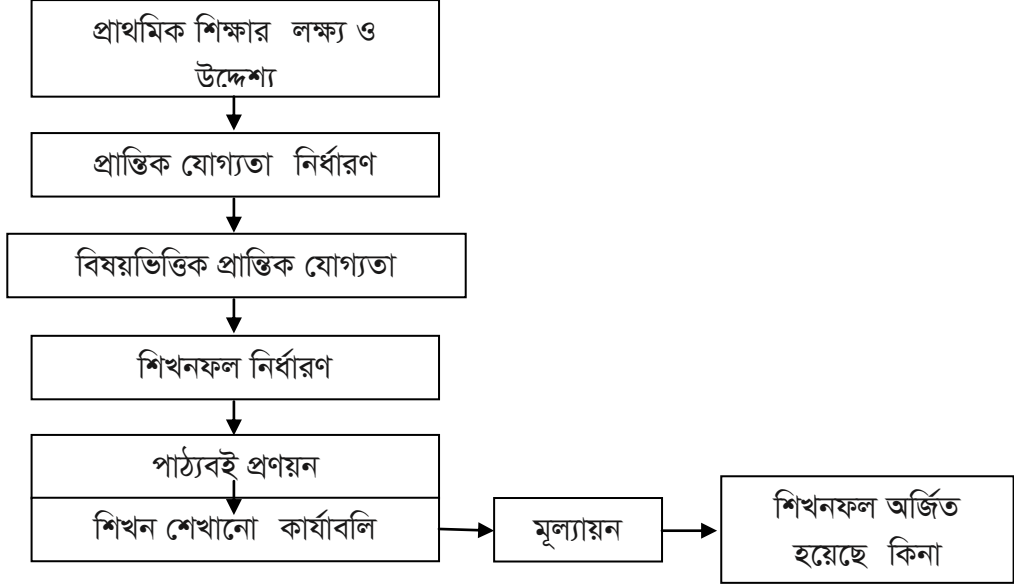 প্রাথমিক শিক্ষার লক্ষ্য ও
উদ্দেশ্য
প্রান্তিক যোগ্যতা নির্ধারণ
বিষয়ভিত্তিক প্রান্তিক যোগ্যতা
শিখনফল নির্ধারণ
পাঠ্যবই প্রণয়ন
শিখন শেখানো কার্যাবলি
মূল্যায়ন
শিখনফল অর্জিত
হয়েছে কিনা